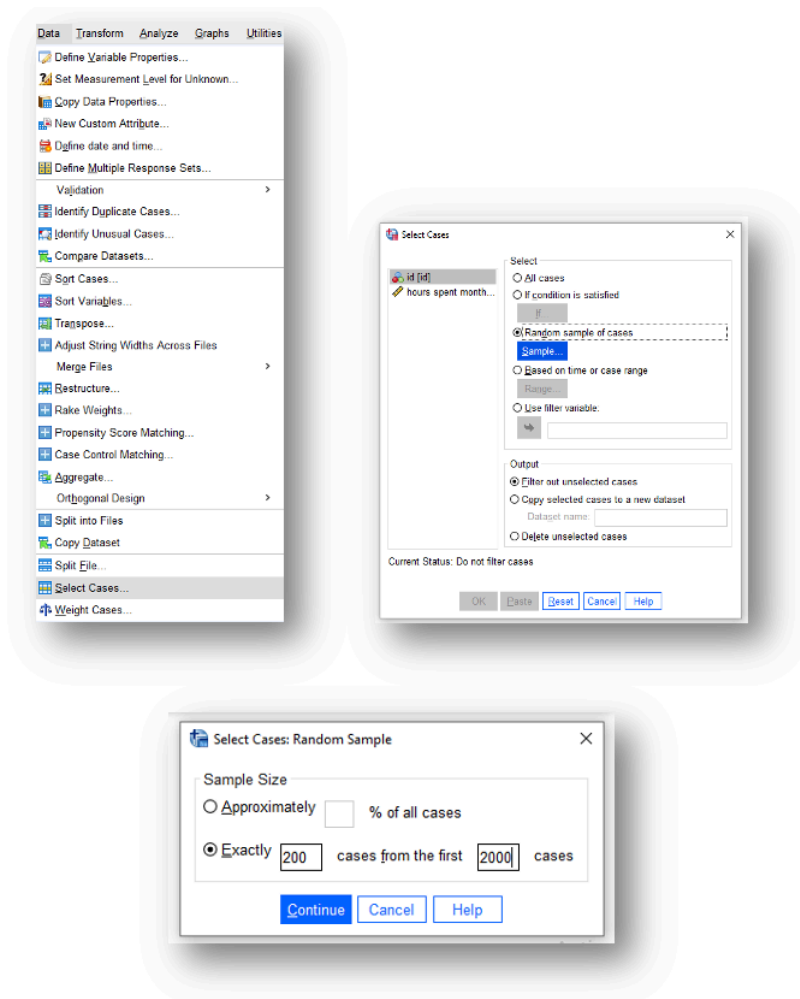 Data Transform Analyze Graphs Utilities
Define Variable Properties...
Set Measurement Level for Unknown...
Copy Data Properties...
New Custom Attribute...
Define date and time...
Define Multiple Response Sets...
Validation
Identify Duplicate Cases...
Identify Unusual Cases...
Compare Datasets...
Sort Cases...
Sort Variables...
Transpose...
Adjust String Widths Across Files
Merge Files
Restructure...
Rake Weights...
Propensity Score Matching...
Case Control Matching...
Aggregate...
Orthogonal Design
Split into Files
Copy Dataset
Split File...
Select Cases...
Weight Cases...
Select Cases
id [id]
hours spent month...
Select
All cases
If condition is satisfied
If...
Random sample of cases
Sample...
Based on time or case range
Range...
Use filter variable:
Output
Filter out unselected cases
Copy selected cases to a new dataset
Dataset name:
Delete unselected cases
Current Status: Do not filter cases
OK Paste Reset Cancel Help
Select Cases: Random Sample
Sample Size
Approximately % of all cases
Exactly 200 cases from the first 2000 cases
Continue Cancel Help